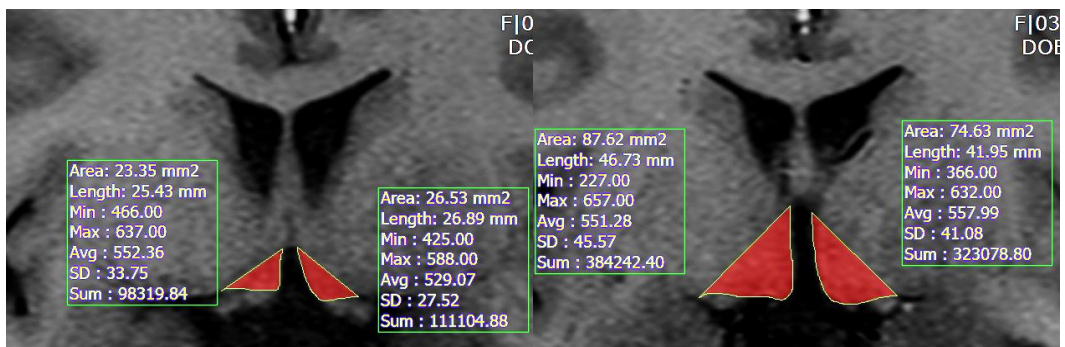 F|0
DO
Area: 23.35 mm2
Length: 25.43 mm
Min : 466.00
Max : 637.00
Avg : 552.36
SD : 33.75
Sum : 98319.84
Area: 26.53 mm2
Length: 26.89 mm
Min : 425.00
Max : 588.00
Avg : 529.07
SD : 27.52
Sum : 111104.88
F|03
DOB
Area: 87.62 mm2
Length: 46.73 mm
Min : 227.00
Max : 657.00
Avg : 551.28
SD : 45.57
Sum : 384242.40
Area: 74.63 mm2
Length: 41.95 mm
Min : 366.00
Max : 632.00
Avg : 557.99
SD : 41.08
Sum : 323078.80